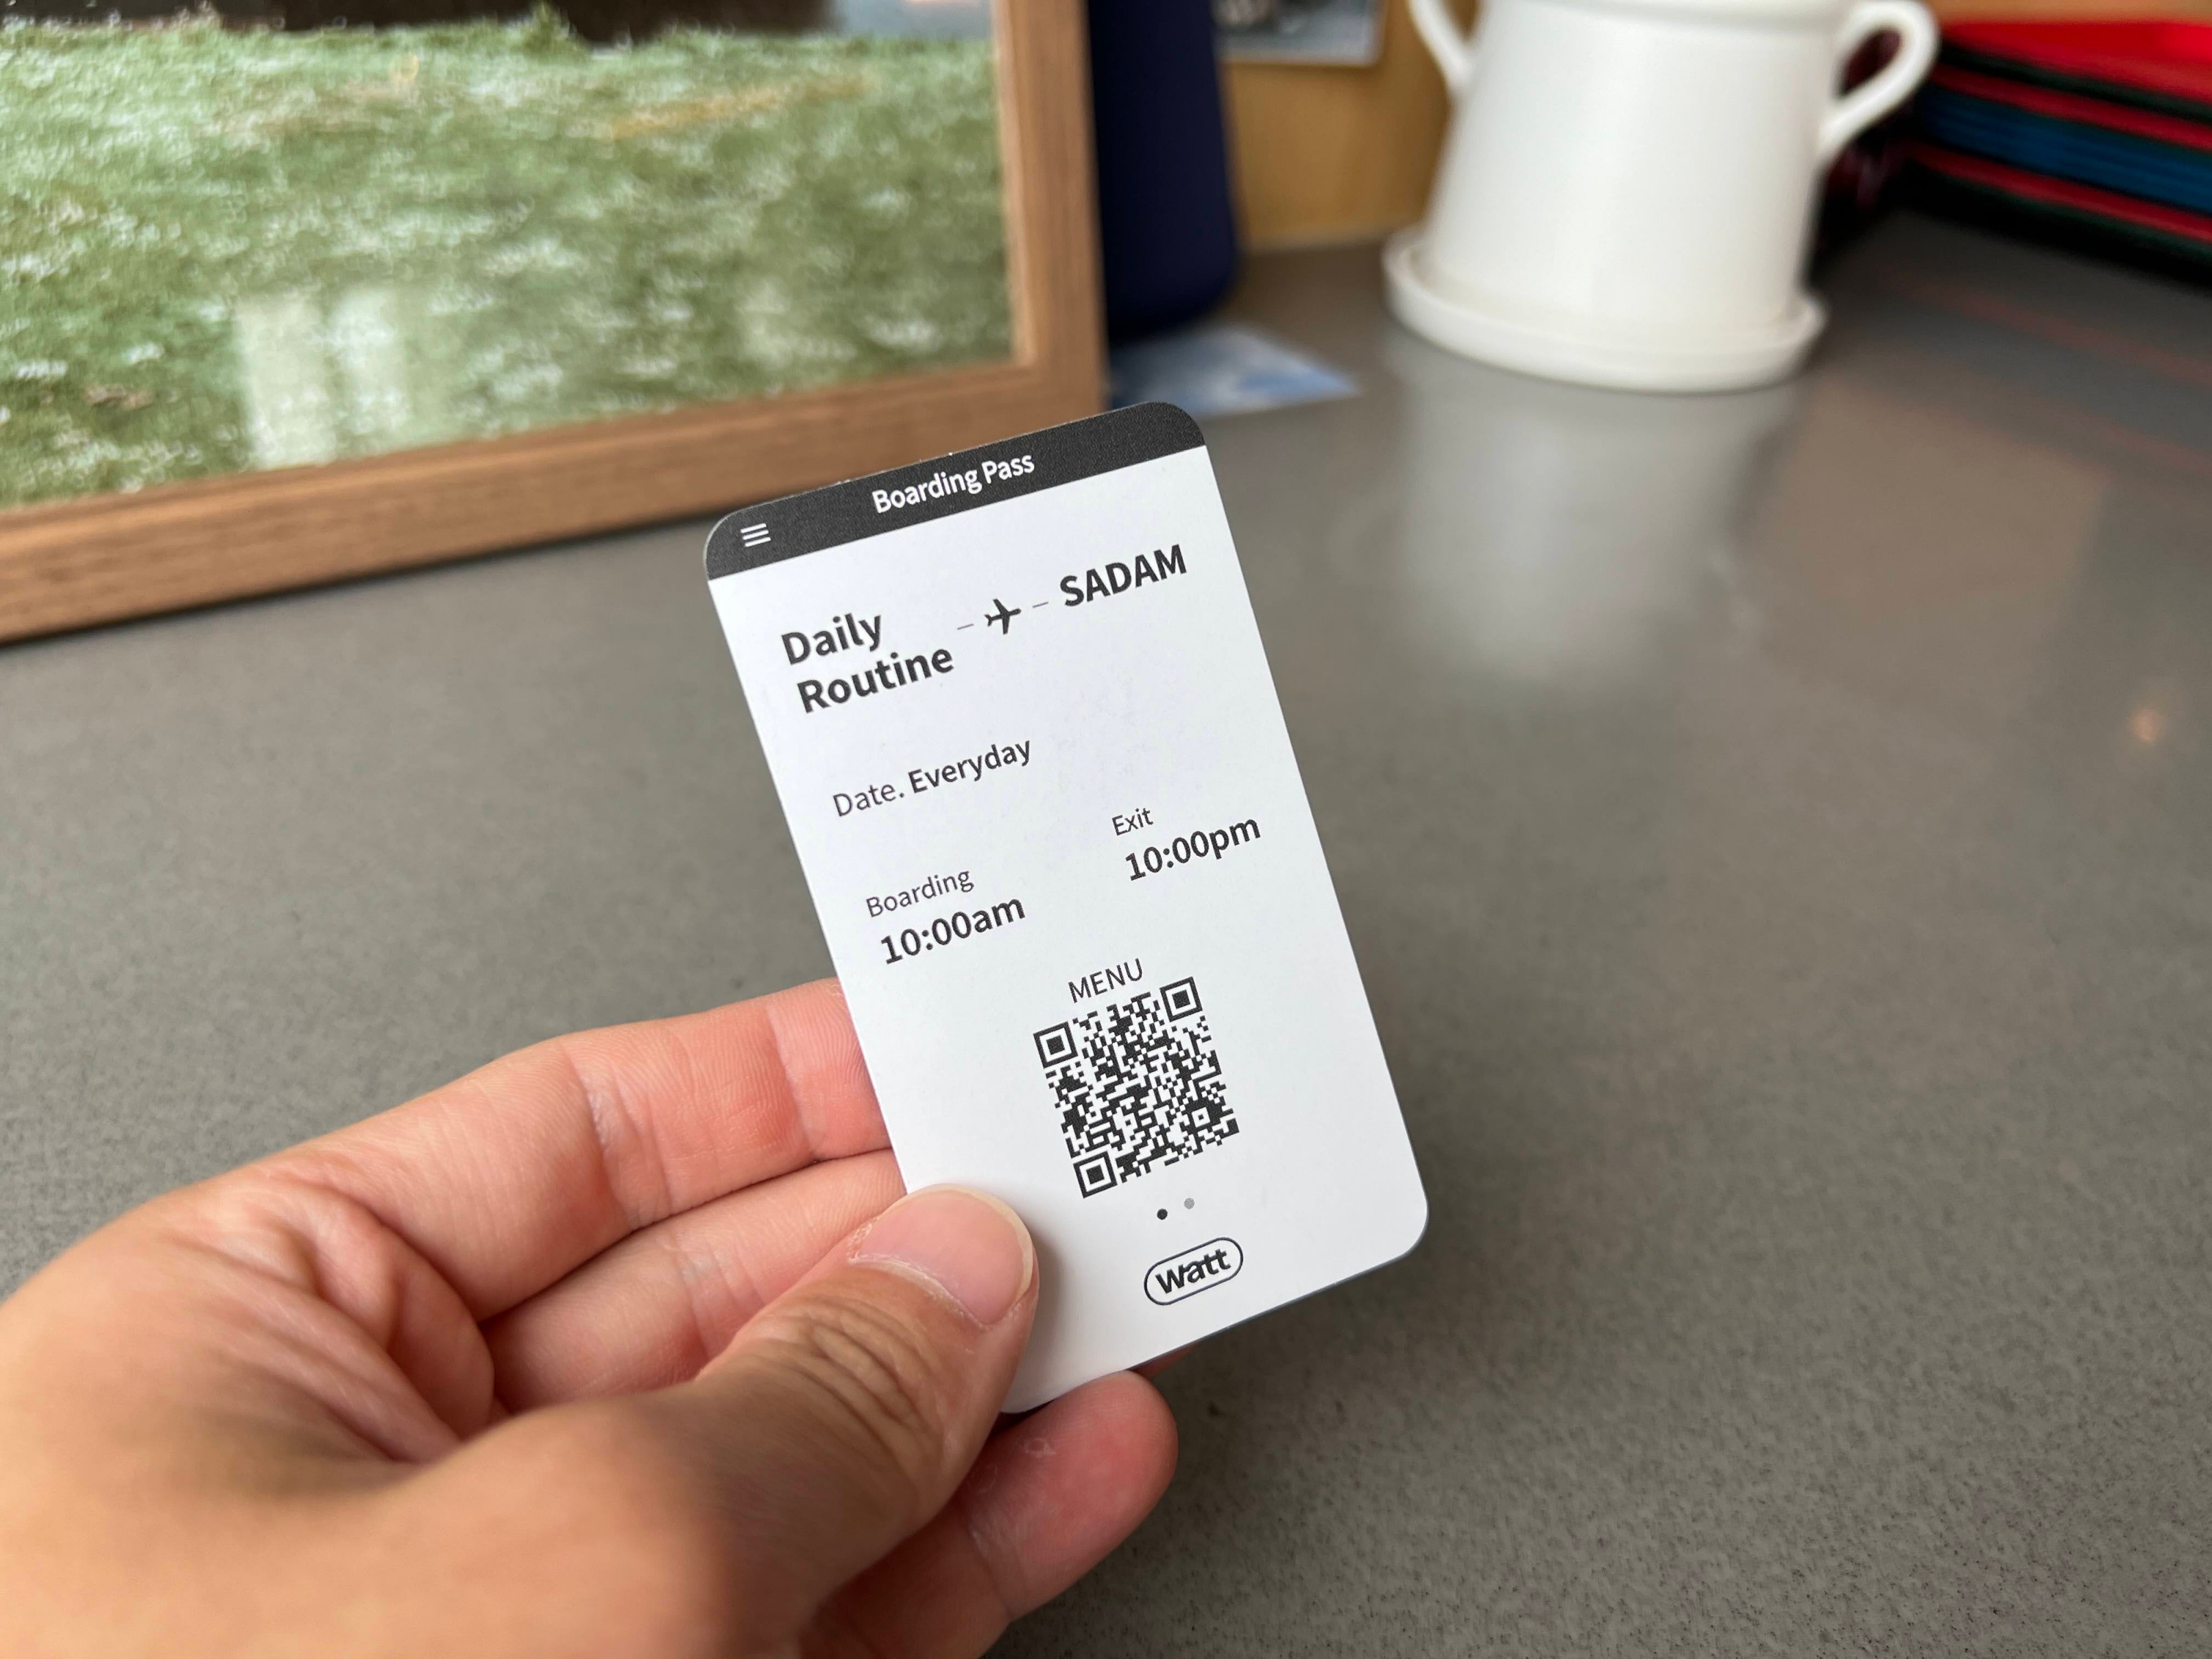 Boarding Pass
Daily
Routine
SADAM
Date. Everyday
Boarding
10:00am
Exit
10:00pm
MENU
Watt